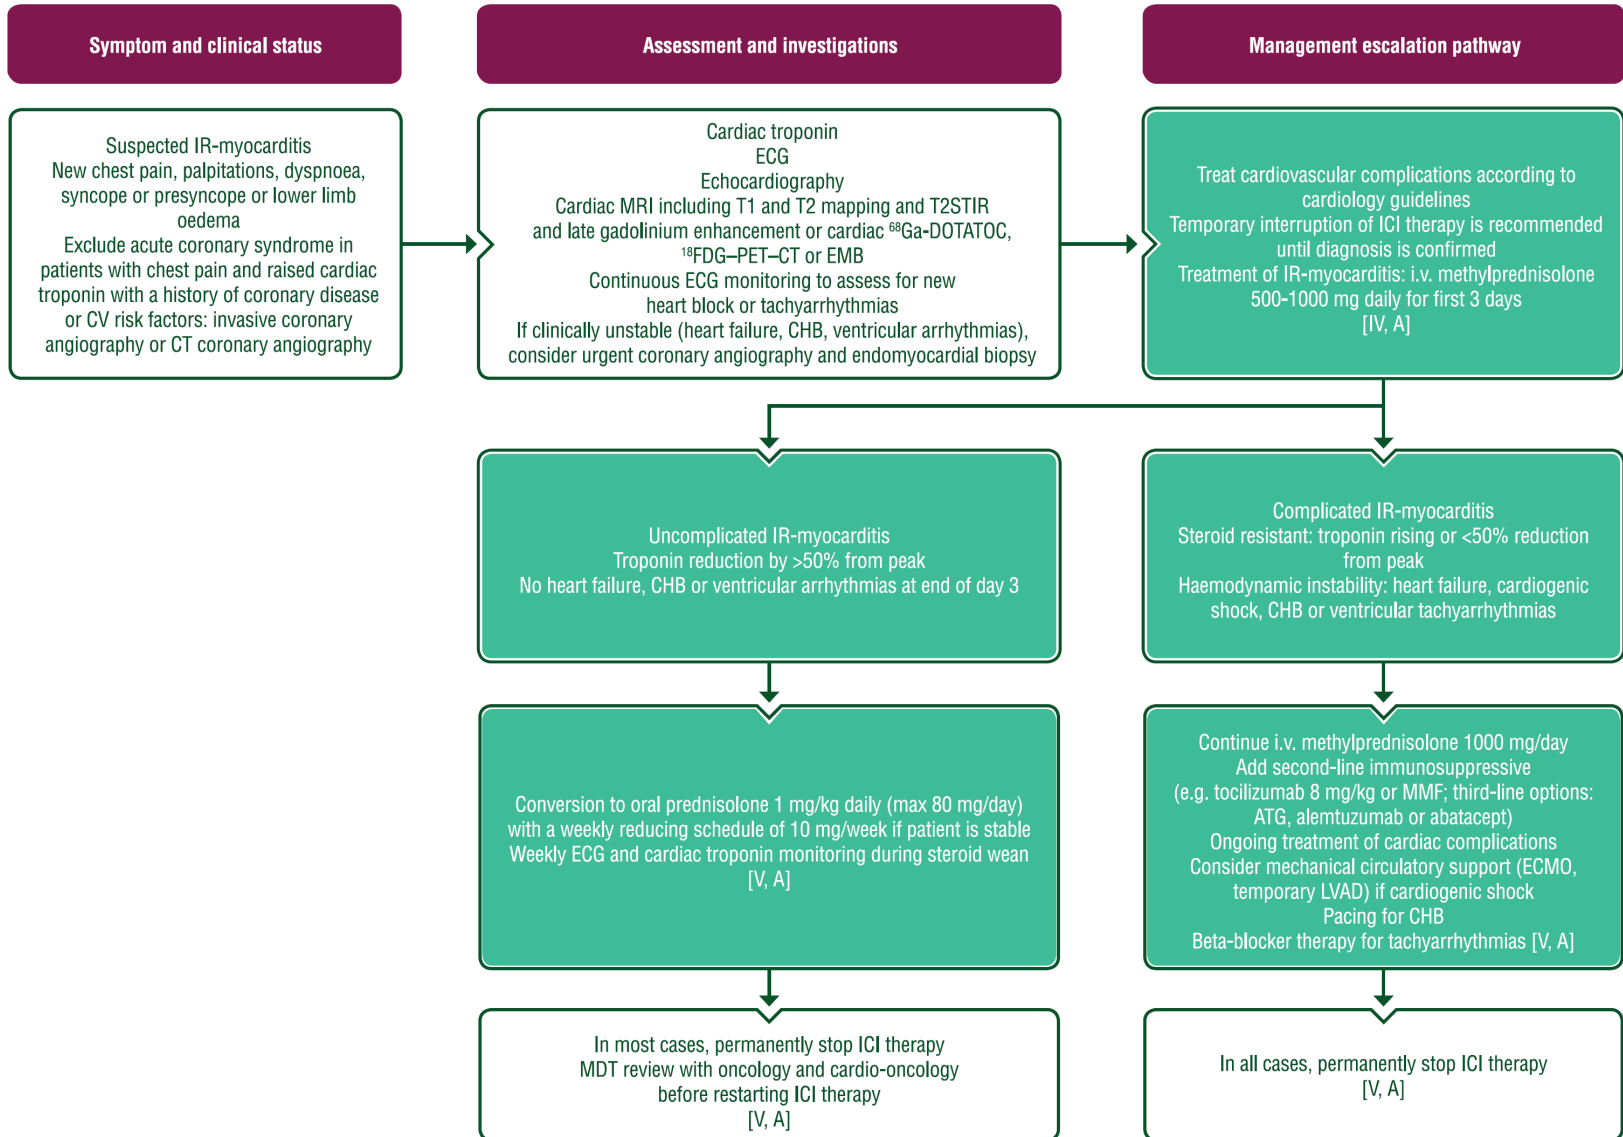 Symptom and clinical status
Assessment and investigations
Management escalation pathway
Suspected IR-myocarditis
New chest pain, palpitations, dyspnoea,
syncope or presyncope or lower limb
oedema
Exclude acute coronary syndrome in
patients with chest pain and raised cardiac
troponin with a history of coronary disease
or CV risk factors: invasive coronary
angiography or CT coronary angiography
Cardiac troponin
ECG
Echocardiography
Cardiac MRI including T1 and T2 mapping and T2STIR
and late gadolinium enhancement or cardiac ⁶⁸Ga-DOTATOC,
¹⁸FDG–PET–CT or EMB
Continuous ECG monitoring to assess for new
heart block or tachyarrhythmias
If clinically unstable (heart failure, CHB, ventricular arrhythmias),
consider urgent coronary angiography and endomyocardial biopsy
Treat cardiovascular complications according to
cardiology guidelines
Temporary interruption of ICI therapy is recommended
until diagnosis is confirmed
Treatment of IR-myocarditis: i.v. methylprednisolone
500-1000 mg daily for first 3 days
[IV, A]
Uncomplicated IR-myocarditis
Troponin reduction by >50% from peak
No heart failure, CHB or ventricular arrhythmias at end of day 3
Complicated IR-myocarditis
Steroid resistant: troponin rising or <50% reduction
from peak
Haemodynamic instability: heart failure, cardiogenic
shock, CHB or ventricular tachyarrhythmias
Conversion to oral prednisolone 1 mg/kg daily (max 80 mg/day)
with a weekly reducing schedule of 10 mg/week if patient is stable
Weekly ECG and cardiac troponin monitoring during steroid wean
[V, A]
Continue i.v. methylprednisolone 1000 mg/day
Add second-line immunosuppressive
(e.g. tocilizumab 8 mg/kg or MMF; third-line options:
ATG, alemtuzumab or abatacept)
Ongoing treatment of cardiac complications
Consider mechanical circulatory support (ECMO,
temporary LVAD) if cardiogenic shock
Pacing for CHB
Beta-blocker therapy for tachyarrhythmias [V, A]
In most cases, permanently stop ICI therapy
MDT review with oncology and cardio-oncology
before restarting ICI therapy
[V, A]
In all cases, permanently stop ICI therapy
[V, A]